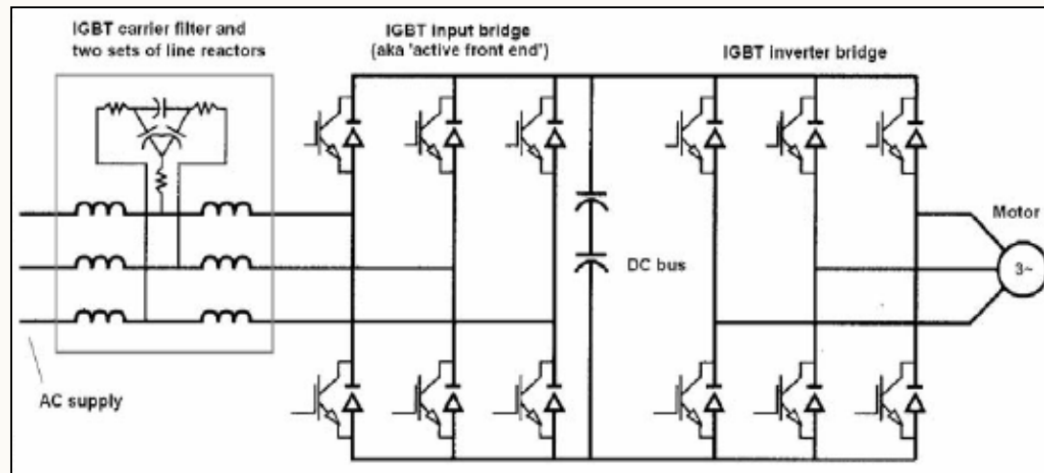 IGBT carrier filter and
two sets of line reactors
IGBT input bridge
(aka 'active front end')
IGBT inverter bridge
Motor
3~
DC bus
AC supply